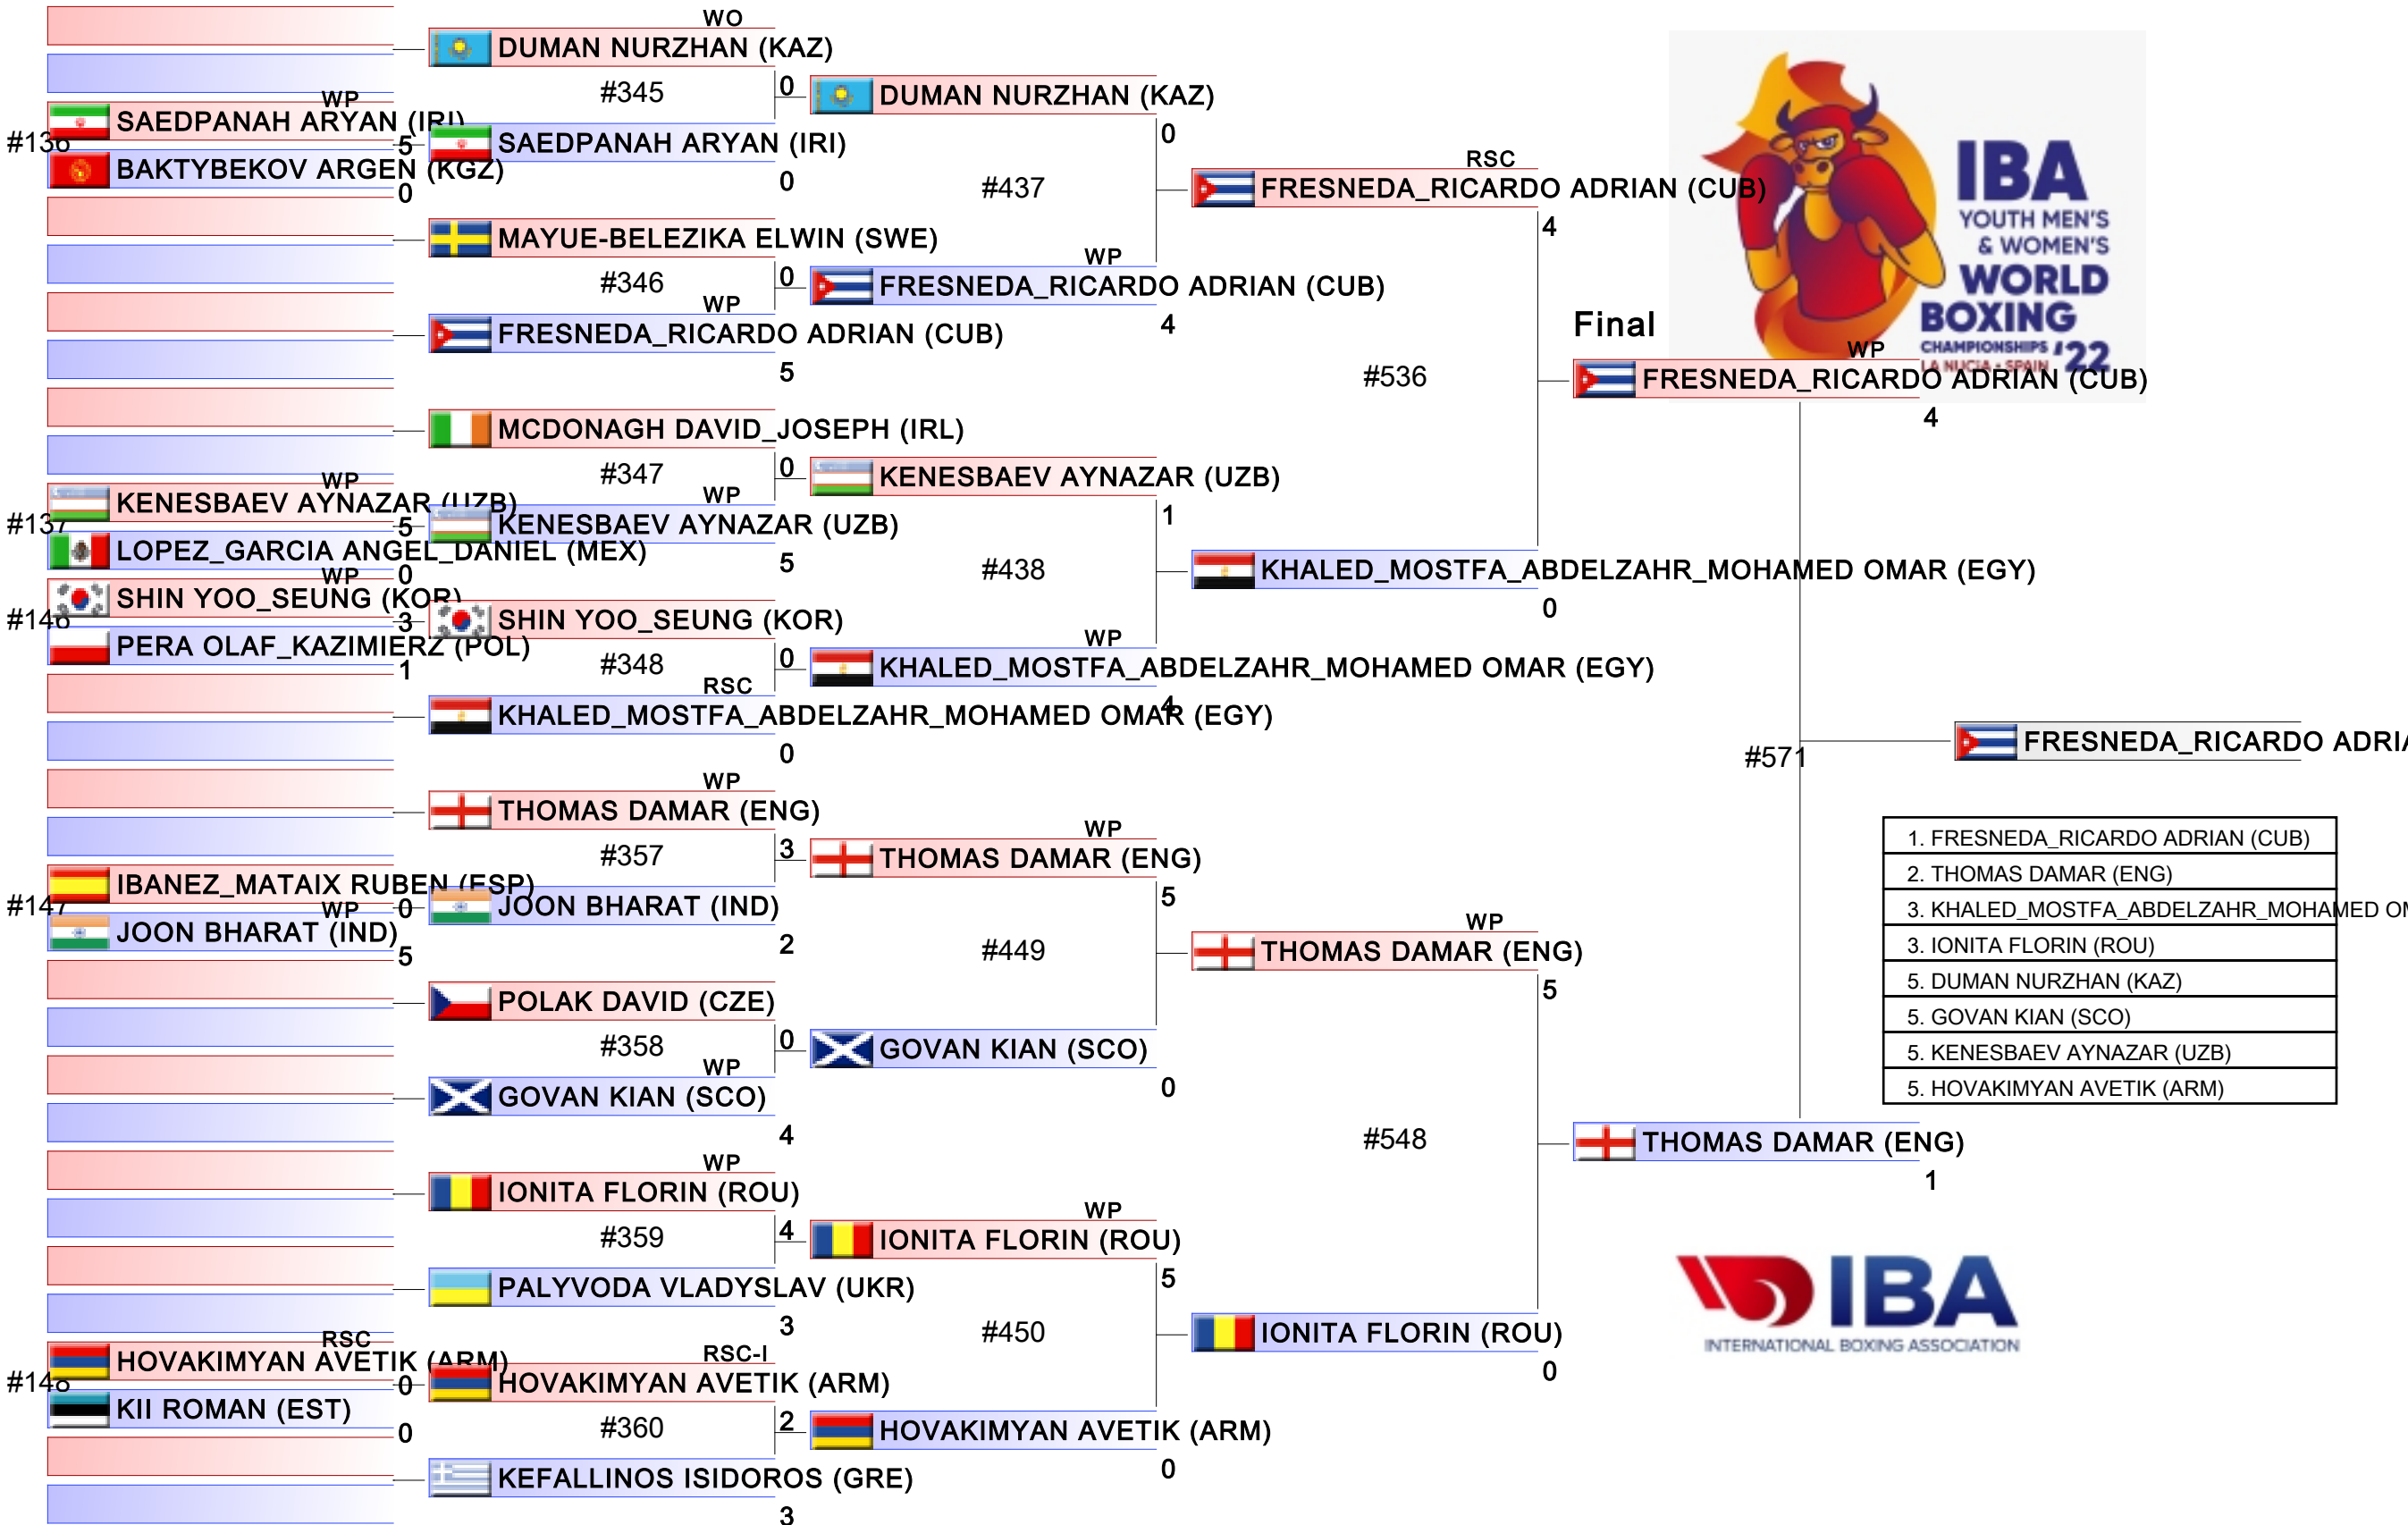 WP
SAEDPANAH ARYAN (IRI)
5
#136
BAKTYBEKOV ARGEN (KGZ)
0
WP
KENESBAEV AYNAZAR (UZB)
5
#137
LOPEZ_GARCIA ANGEL_DANIEL (MEX)
0
WP
SHIN YOO_SEUNG (KOR)
3
#146
PERA OLAF_KAZIMIERZ (POL)
1
IBANEZ_MATAIX RUBEN (ESP)
0
#147
WP
JOON BHARAT (IND)
5
RSC
HOVAKIMYAN AVETIK (ARM)
0
#148
KII ROMAN (EST)
0
WO
DUMAN NURZHAN (KAZ)
0
#345
SAEDPANAH ARYAN (IRI)
0
MAYUE-BELEZIKA ELWIN (SWE)
0
#346
WP
FRESNEDA_RICARDO ADRIAN (CUB)
5
MCDONAGH DAVID_JOSEPH (IRL)
0
#347
WP
KENESBAEV AYNAZAR (UZB)
5
SHIN YOO_SEUNG (KOR)
0
#348
RSC
KHALED_MOSTFA_ABDELZAHR_MOHAMED OMAR (EGY)
0
WP
THOMAS DAMAR (ENG)
3
#357
JOON BHARAT (IND)
2
POLAK DAVID (CZE)
0
#358
WP
GOVAN KIAN (SCO)
4
WP
IONITA FLORIN (ROU)
4
#359
PALYVODA VLADYSLAV (UKR)
3
RSC-I
HOVAKIMYAN AVETIK (ARM)
2
#360
KEFALLINOS ISIDOROS (GRE)
3
DUMAN NURZHAN (KAZ)
0
#437
WP
FRESNEDA_RICARDO ADRIAN (CUB)
4
KENESBAEV AYNAZAR (UZB)
1
#438
WP
KHALED_MOSTFA_ABDELZAHR_MOHAMED OMAR (EGY)
4
WP
THOMAS DAMAR (ENG)
5
#449
GOVAN KIAN (SCO)
0
WP
IONITA FLORIN (ROU)
5
#450
HOVAKIMYAN AVETIK (ARM)
0
RSC
FRESNEDA_RICARDO ADRIAN (CUB)
4
#536
KHALED_MOSTFA_ABDELZAHR_MOHAMED OMAR (EGY)
0
WP
THOMAS DAMAR (ENG)
5
#548
IONITA FLORIN (ROU)
0
Final
WP
FRESNEDA_RICARDO ADRIAN (CUB)
4
#571
THOMAS DAMAR (ENG)
1
IBA
YOUTH MEN'S
& WOMEN'S
WORLD
BOXING
CHAMPIONSHIPS '22
LA NUCIA - SPAIN
FRESNEDA_RICARDO
1. FRESNEDA_RICARDO ADRIAN (CUB)
2. THOMAS DAMAR (ENG)
3. KHALED_MOSTFA_ABDELZAHR_MOHAMED
3. IONITA FLORIN (ROU)
5. DUMAN NURZHAN (KAZ)
5. GOVAN KIAN (SCO)
5. KENESBAEV AYNAZAR (UZB)
5. HOVAKIMYAN AVETIK (ARM)
IBA
INTERNATIONAL BOXING ASSOCIATION